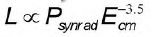 L ∝ P_synrad E_cm^-3.5